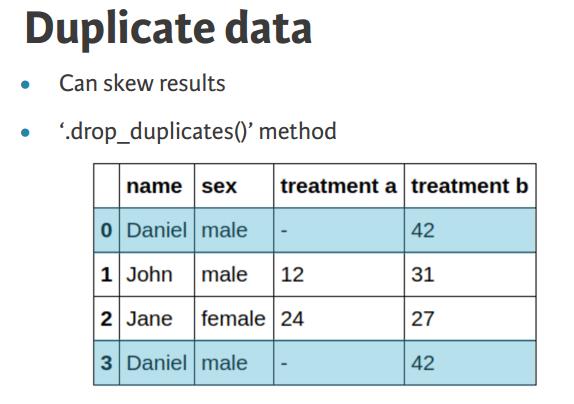 Duplicate data
• Can skew results
• ‘.drop_duplicates()’ method
name sex treatment a treatment b
0 Daniel male - 42
1 John male 12 31
2 Jane female 24 27
3 Daniel male - 42